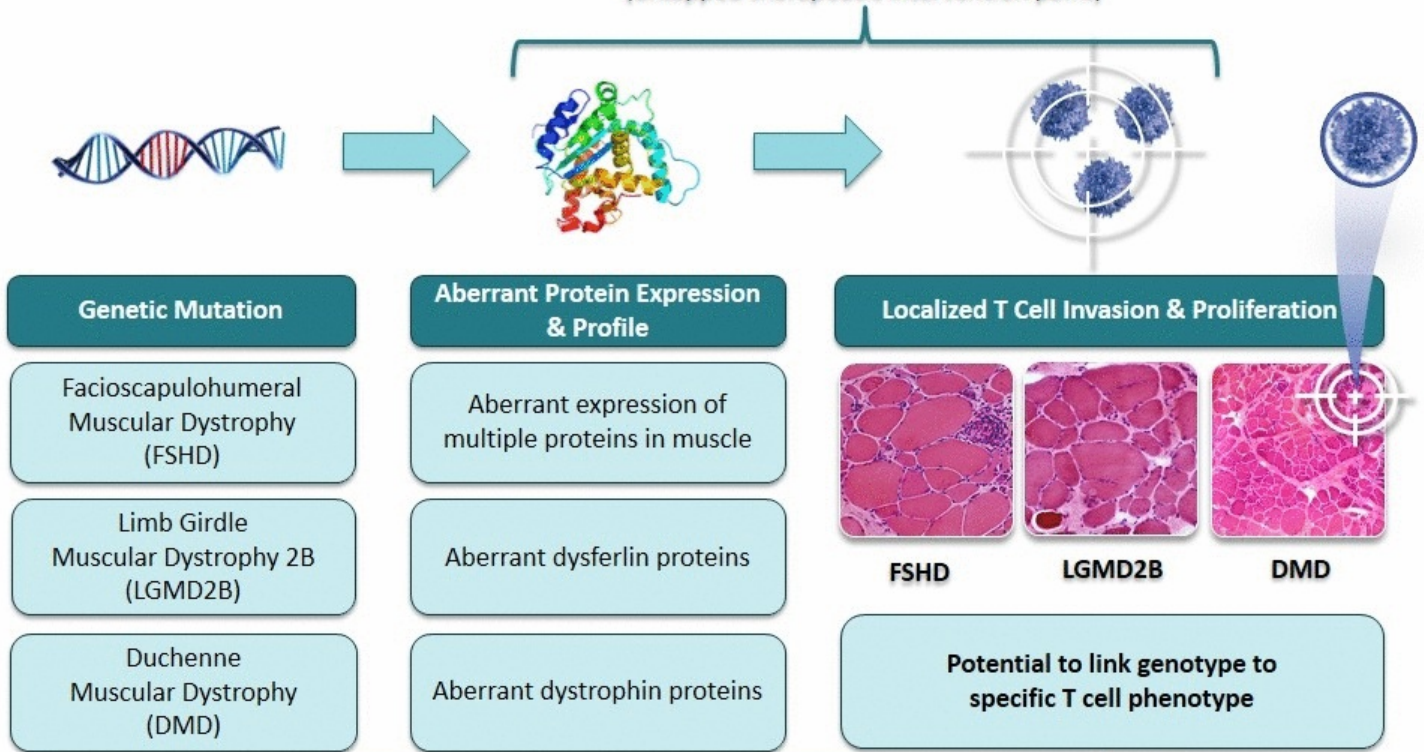 Genetic Mutation
Aberrant Protein Expression
& Profile
Localized T Cell Invasion & Proliferation
Facioscapulohumeral
Muscular Dystrophy
(FSHD)
Aberrant expression of
multiple proteins in muscle
Limb Girdle
Muscular Dystrophy 2B
(LGMD2B)
Aberrant dysferlin proteins
FSHD
LGMD2B
DMD
Duchenne
Muscular Dystrophy
(DMD)
Aberrant dystrophin proteins
Potential to link genotype to
specific T cell phenotype